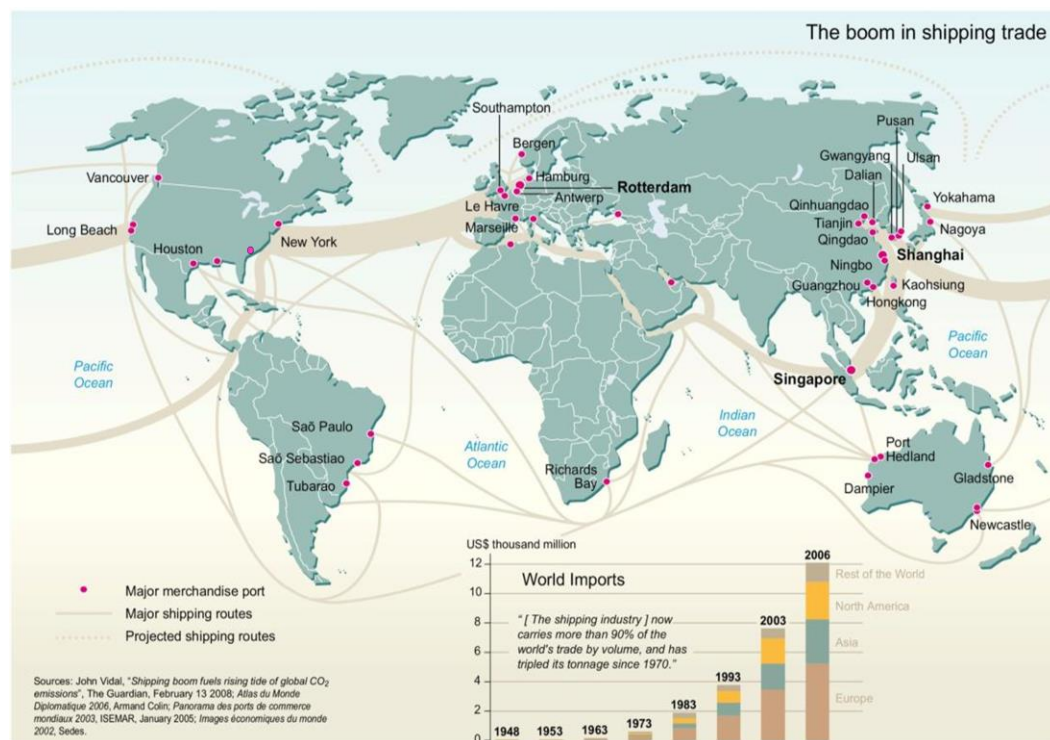 The boom in shipping trade
Southampton
Bergen
Hamburg
Rotterdam
Antwerp
Le Havre
Marseille
Vancouver
Long Beach
Houston
New York
Pusan
Gwangyang
Ulsan
Dalian
Qinhuangdao
Tianjin
Qingdao
Yokahama
Nagoya
Shanghai
Ningbo
Guangzhou
Kaohsiung
Hongkong
Pacific
Ocean
Pacific
Ocean
Singapore
Indian
Ocean
Atlantic
Ocean
Saõ Paulo
Saõ Sebastiao
Tubarao
Richards
Bay
Port
Hedland
Dampier
Gladstone
Newcastle
Major merchandise port
Major shipping routes
Projected shipping routes
Sources: John Vidal, "Shipping boom fuels rising tide of global CO2
emissions", The Guardian, February 13 2008; Atlas du Monde
Diplomatique 2006, Armand Colin; Panorama des ports de commerce
mondiaux 2003, ISEMAR, January 2005; Images économiques du monde
2002, Sedes.
US$ thousand million
World Imports
" [ The shipping industry ] now
carries more than 90% of the
world's trade by volume, and has
tripled its tonnage since 1970."
12
10
8
6
4
2
0
1948
1953
1963
1973
1983
1993
2003
2006
Rest of the World
North America
Asia
Europe